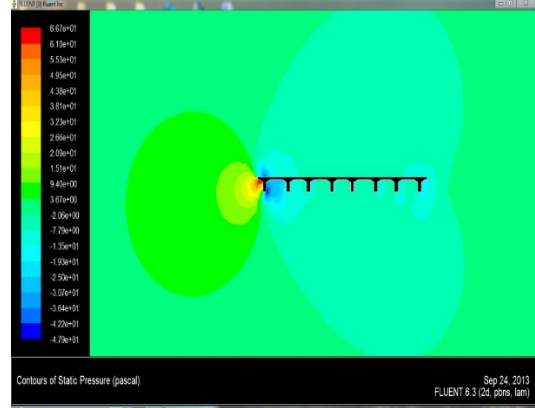 FLUENT [0] Fluent Inc
6.67e+01
6.10e+01
5.53e+01
4.95e+01
4.38e+01
3.81e+01
3.23e+01
2.66e+01
2.09e+01
1.51e+01
9.40e+00
3.67e+00
-2.06e+00
-7.79e+00
-1.35e+01
-1.93e+01
-2.50e+01
-3.07e+01
-3.64e+01
-4.22e+01
-4.79e+01
Contours of Static Pressure (pascal)
Sep 24, 2013
FLUENT 6.3 (2d, pbns, lam)